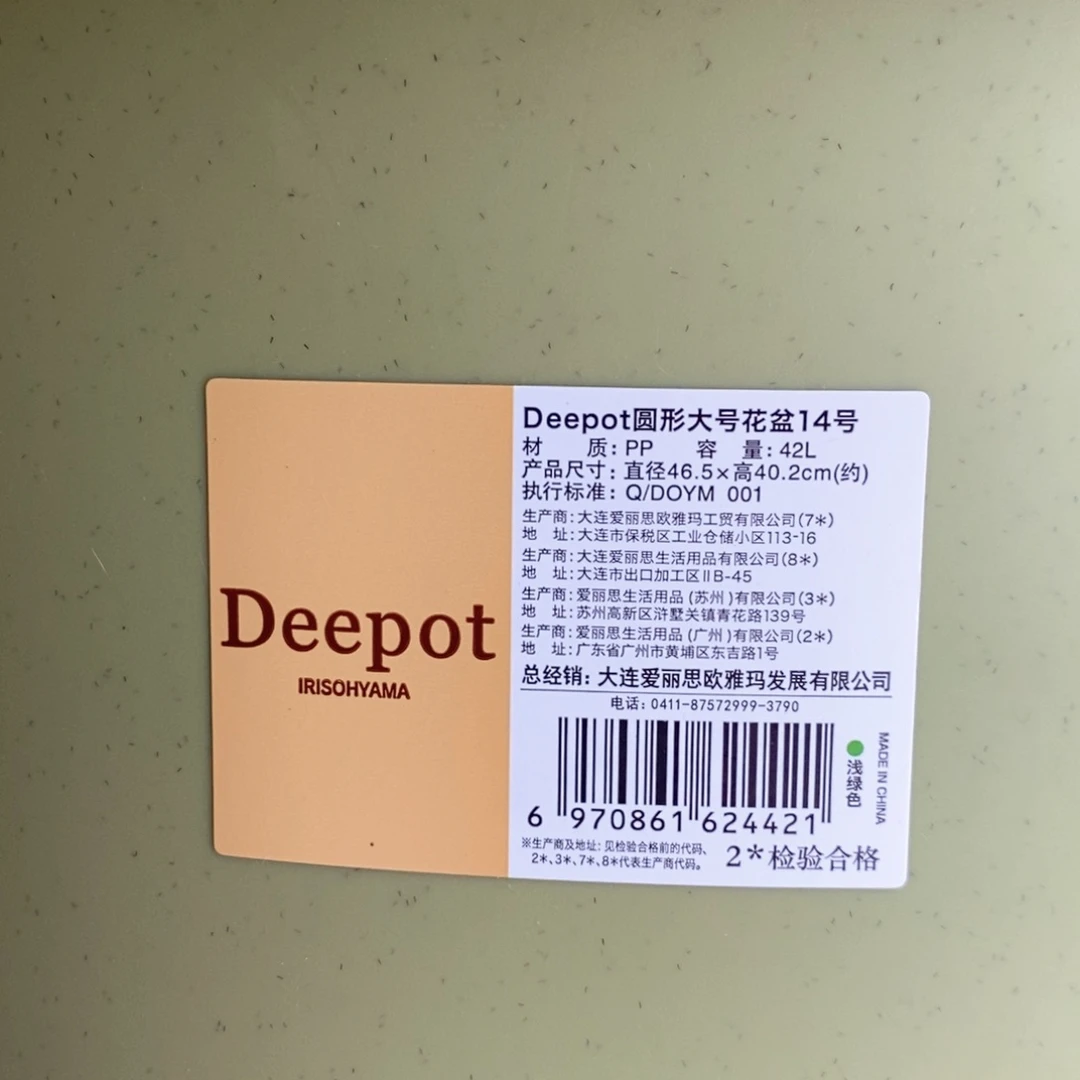 Deepot
IRISOHYAMA
Deepot圆形大号花盆14号
材 质: PP 容 量: 42L
产品尺寸: 直径46.5×高40.2cm(约)
执行标准: Q/DOYM 001
生产商: 大连爱丽思欧雅玛工贸有限公司(7*)
地 址: 大连市保税区工业仓储小区113-16
生产商: 大连爱丽思生活用品有限公司(8*)
地 址: 大连市出口加工区ⅡB-45
生产商: 爱丽思生活用品(苏州)有限公司(3*)
地 址: 苏州高新区浒墅关镇青花路139号
生产商: 爱丽思生活用品(广州)有限公司(2*)
地 址: 广东省广州市黄埔区东吉路1号
总经销: 大连爱丽思欧雅玛发展有限公司
电话: 0411-87572999-3790
6 970861 624421
浅绿色
MADE IN CHINA
※生产商及地址: 见检验合格前的代码、
2*、3*、7*、8*代表生产商代码。
2*检验合格